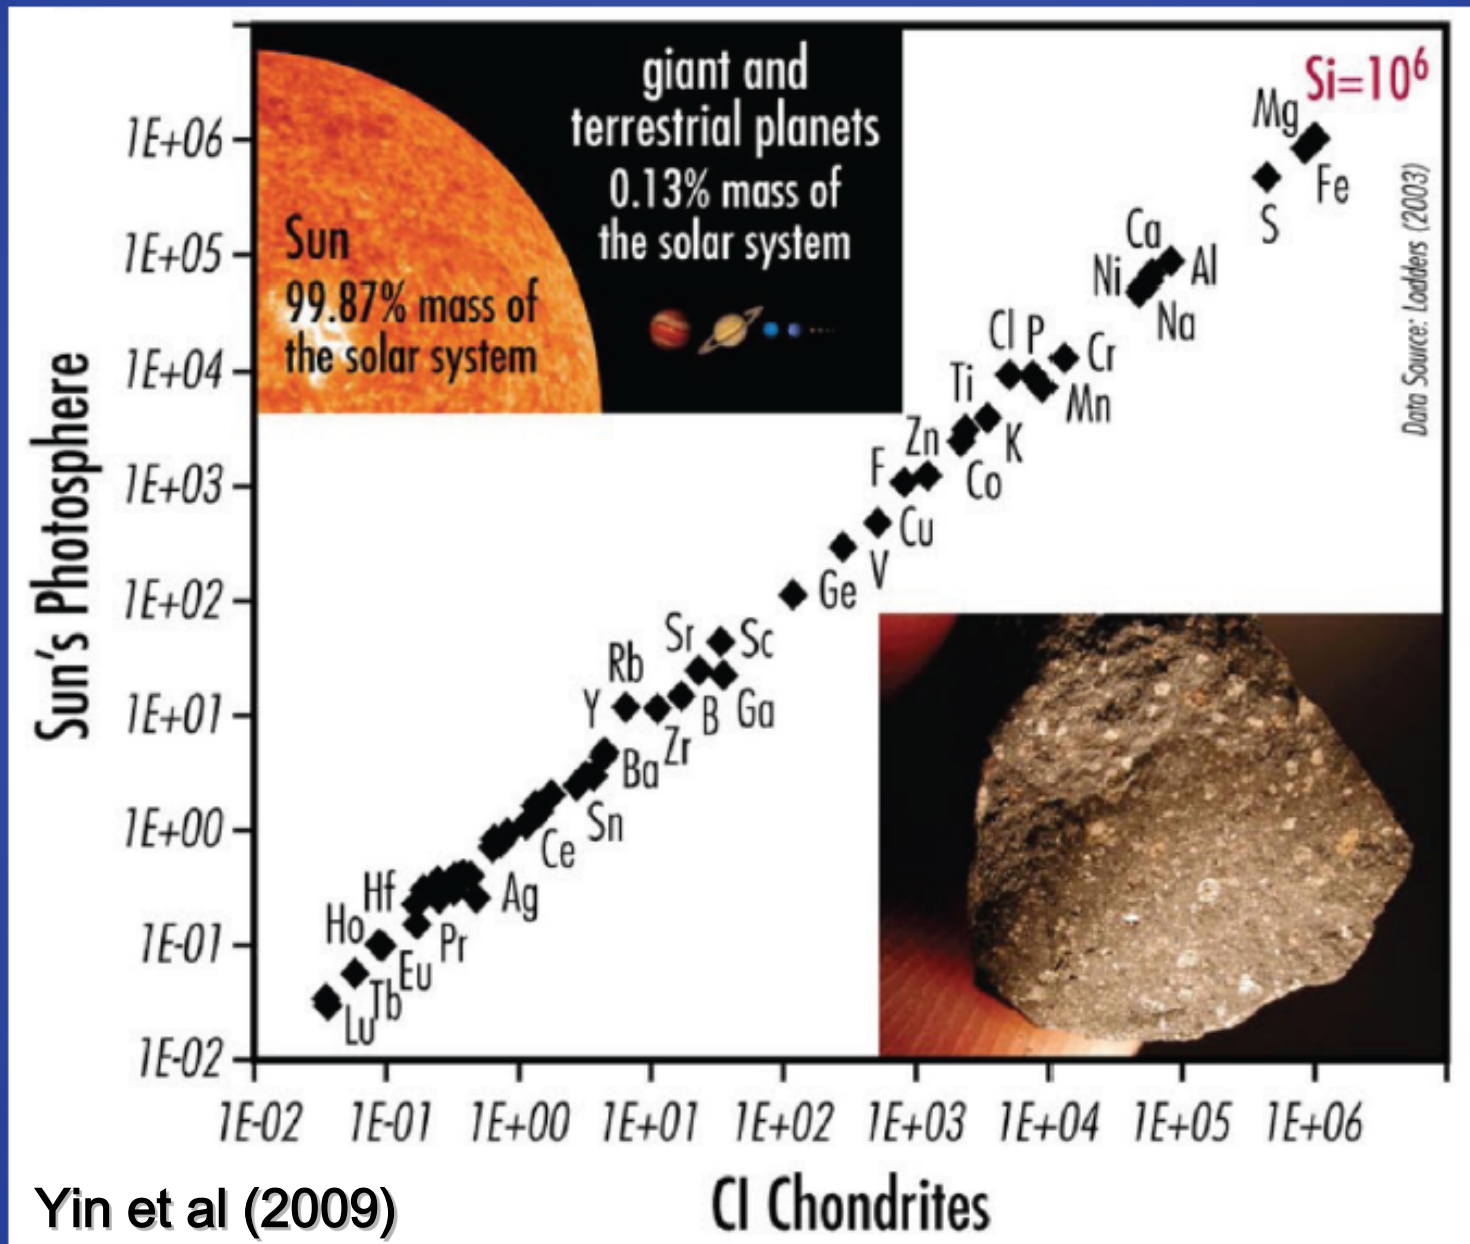 giant and
terrestrial planets
0.13% mass of
the solar system
Sun
99.87% mass of
the solar system
Si=10⁶
Mg
Fe
S
Ca
Ni
Al
Na
Cl P
Cr
Ti
Mn
Zn
K
F
Co
Cu
V
Ge
Sr
Sc
Rb
Y
B
Ga
Zr
Ba
Sn
Ce
Hf
Ag
Ho
Pr
Eu
Tb
Lu
Data Source: Lodders (2003)
Sun's Photosphere
1E+06
1E+05
1E+04
1E+03
1E+02
1E+01
1E+00
1E-01
1E-02
1E-02 1E-01 1E+00 1E+01 1E+02 1E+03 1E+04 1E+05 1E+06
CI Chondrites
Yin et al (2009)